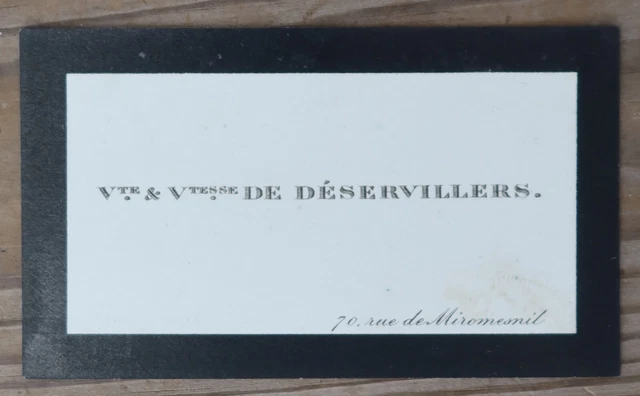 Vte & Vtesse DE DÉSERVILLERS.
70, rue de Miromesnil